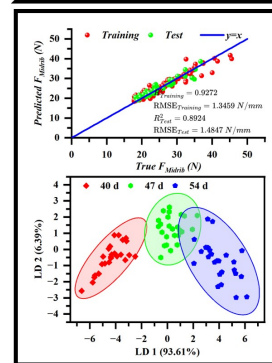 Training Test y=x
Predicted F_Midrib (N)
50
40
30
20
10
0
R²_Training = 0.9272
RMSE_Training = 1.3459 N/mm
R²_Test = 0.8924
RMSE_Test = 1.4847 N/mm
0 10 20 30 40 50
True F_Midrib (N)
40 d 47 d 54 d
LD 2 (6.39%)
4
3
2
1
0
−1
−2
−3
−4
−6 −4 −2 0 2 4 6
LD 1 (93.61%)